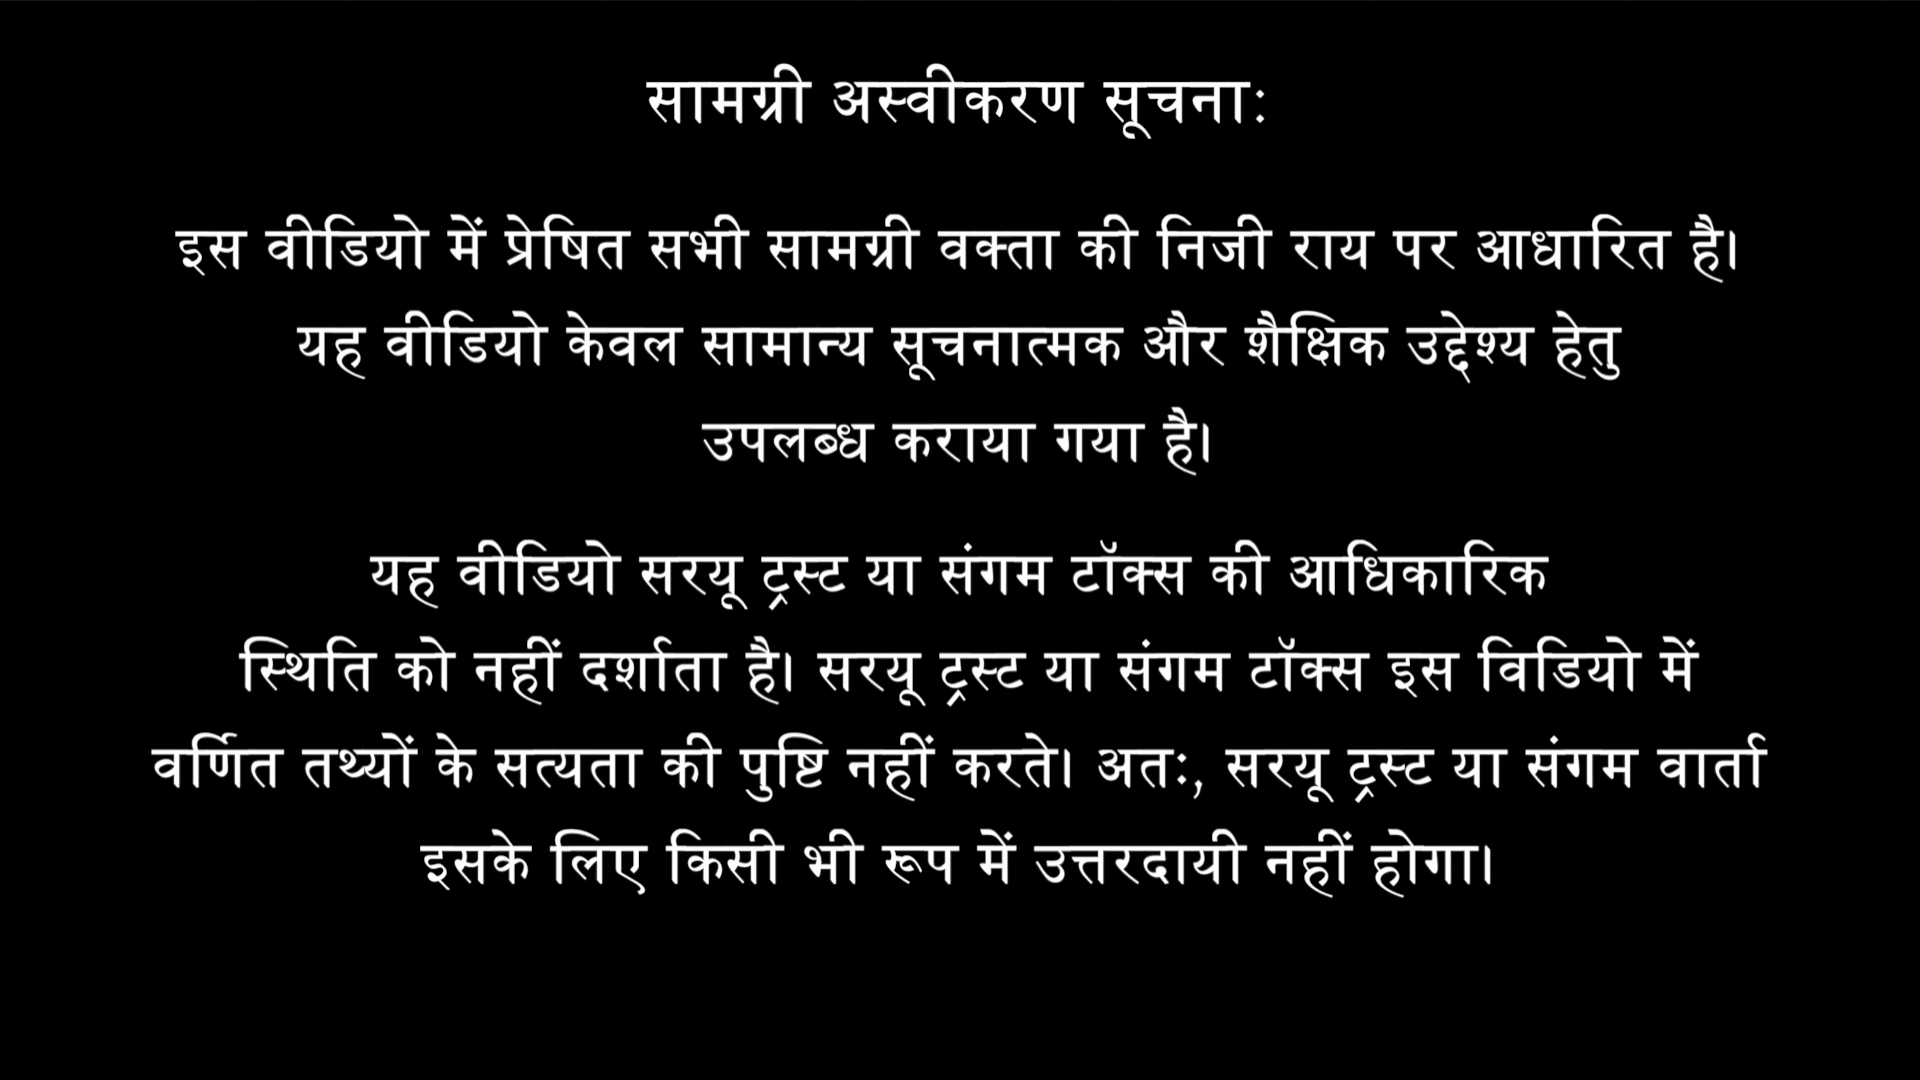 सामग्री अस्वीकरण सूचनाः
इस वीडियो में प्रेषित सभी सामग्री वक्ता की निजी राय पर आधारित है।
यह वीडियो केवल सामान्य सूचनात्मक और शैक्षिक उद्देश्य हेतु
उपलब्ध कराया गया है।
यह वीडियो सरयू ट्रस्ट या संगम टॉक्स की आधिकारिक
स्थिति को नहीं दर्शाता है। सरयू ट्रस्ट या संगम टॉक्स इस विडियो में
वर्णित तथ्यों के सत्यता की पुष्टि नहीं करते। अतः, सरयू ट्रस्ट या संगम वार्ता
इसके लिए किसी भी रूप में उत्तरदायी नहीं होगा।